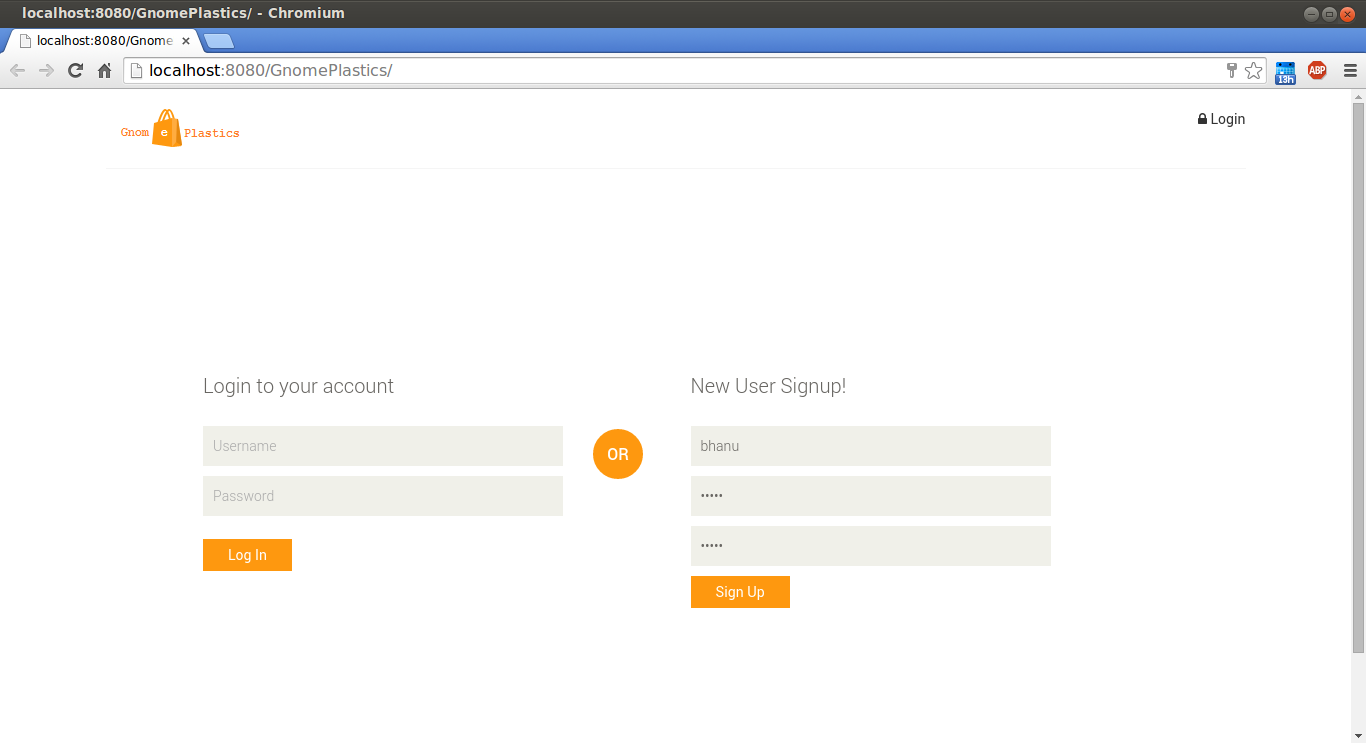 localhost:8080/GnomePlastics/ - Chromium
localhost:8080/Gnome
localhost:8080/GnomePlastics/
13h
ABP
Gnom e Plastics
Login
Login to your account
New User Signup!
Username
OR
bhanu
Password
•••••
•••••
Log In
Sign Up